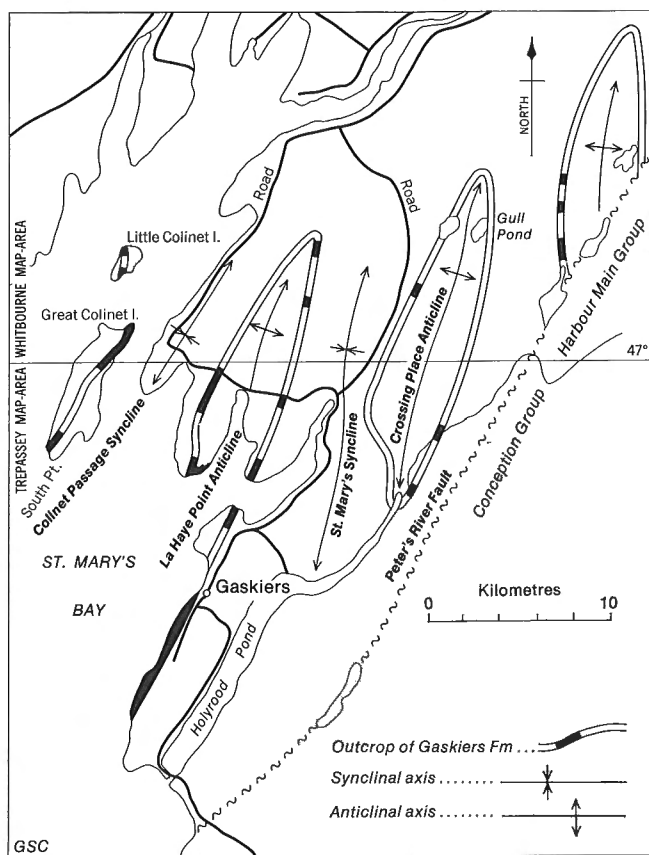 NORTH
Road
Road
Gull
Pond
Little Colinet I.
Great Colinet I.
WHITBOURNE MAP-AREA
TREPASSEY MAP-AREA
47°
Harbour Main Group
Crossing Place Anticline
Conception Group
South Pt.
Colinet Passage Syncline
La Haye Point Anticline
St. Mary's Syncline
Peter's River Fault
ST. MARY'S
BAY
Gaskiers
Holyrood Pond
Kilometres
0 10
Outcrop of Gaskiers Fm ....
Synclinal axis ........
Anticlinal axis ........
GSC